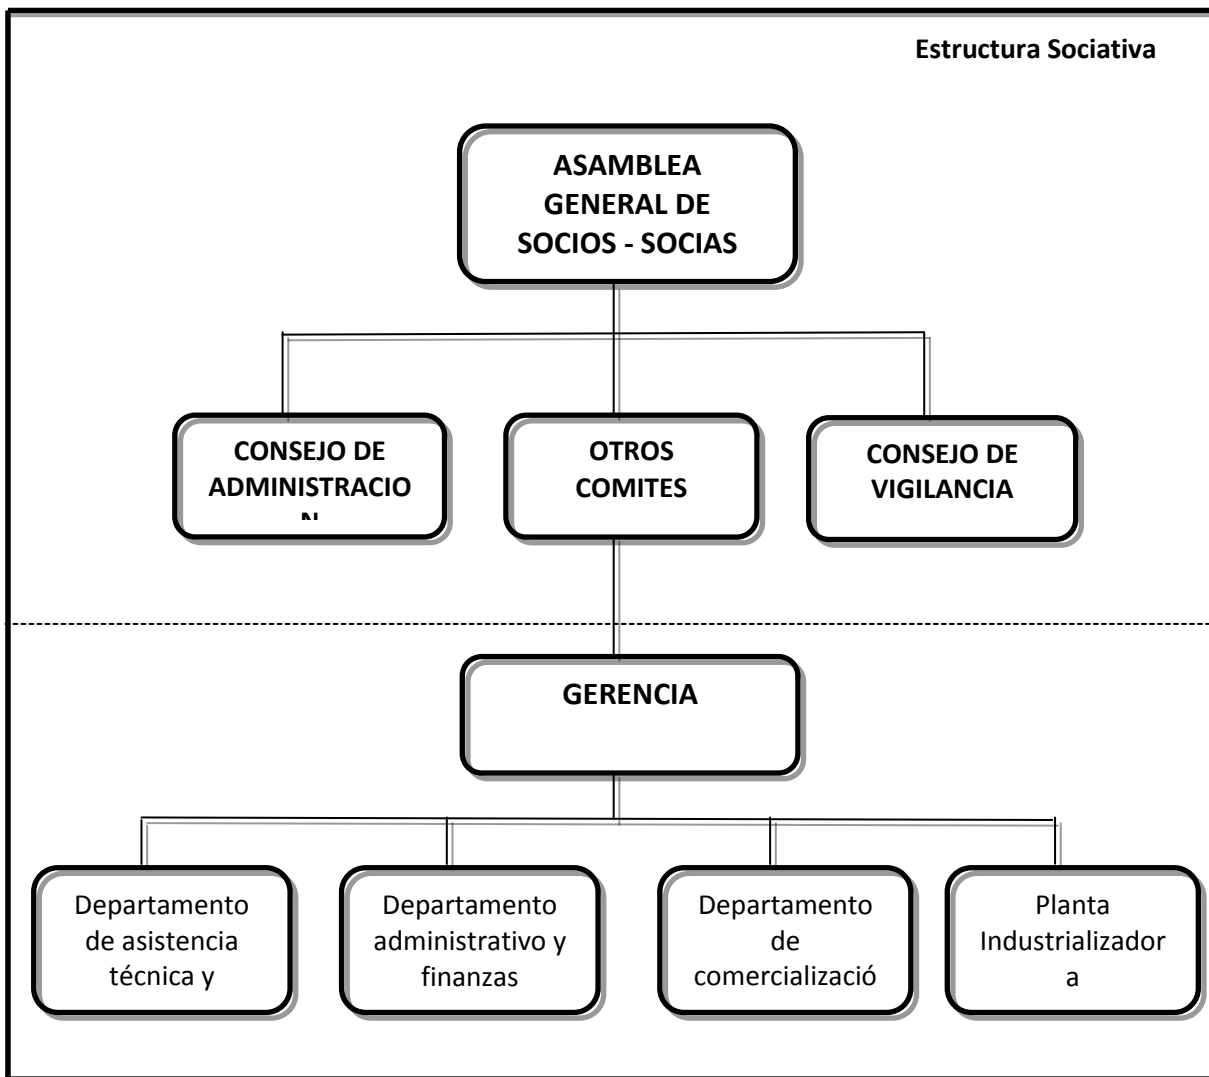 Estructura Sociativa
ASAMBLEA
GENERAL DE
SOCIOS - SOCIAS
CONSEJO DE
ADMINISTRACIO
N
OTROS
COMITES
CONSEJO DE
VIGILANCIA
GERENCIA
Departamento
de asistencia
técnica y
Departamento
administrativo y
finanzas
Departamento
de
comercializació
Planta
Industrializador
a